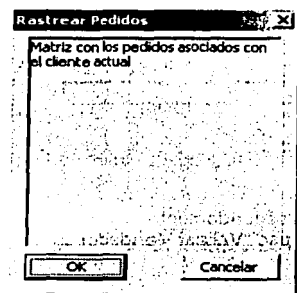 Rastrear Pedidos
Matriz con los pedidos asociados con
el cliente actual
OK
Cancelar